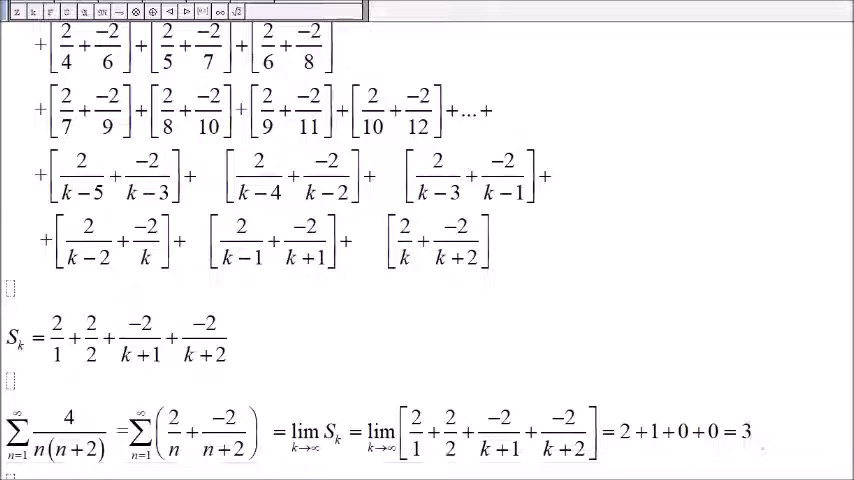 +[2/4 + −2/6] + [2/5 + −2/7] + [2/6 + −2/8]
+[2/7 + −2/9] + [2/8 + −2/10] + [2/9 + −2/11] + [2/10 + −2/12] + ... +
+[2/(k−5) + −2/(k−3)] + [2/(k−4) + −2/(k−2)] + [2/(k−3) + −2/(k−1)] +
+[2/(k−2) + −2/k] + [2/(k−1) + −2/(k+1)] + [2/k + −2/(k+2)]
S_k = 2/1 + 2/2 + −2/(k+1) + −2/(k+2)
∑_{n=1}^{∞} 4/(n(n+2)) = ∑_{n=1}^{∞} (2/n + −2/(n+2)) = lim_{k→∞} S_k = lim_{k→∞} [2/1 + 2/2 + −2/(k+1) + −2/(k+2)] = 2+1+0+0 = 3